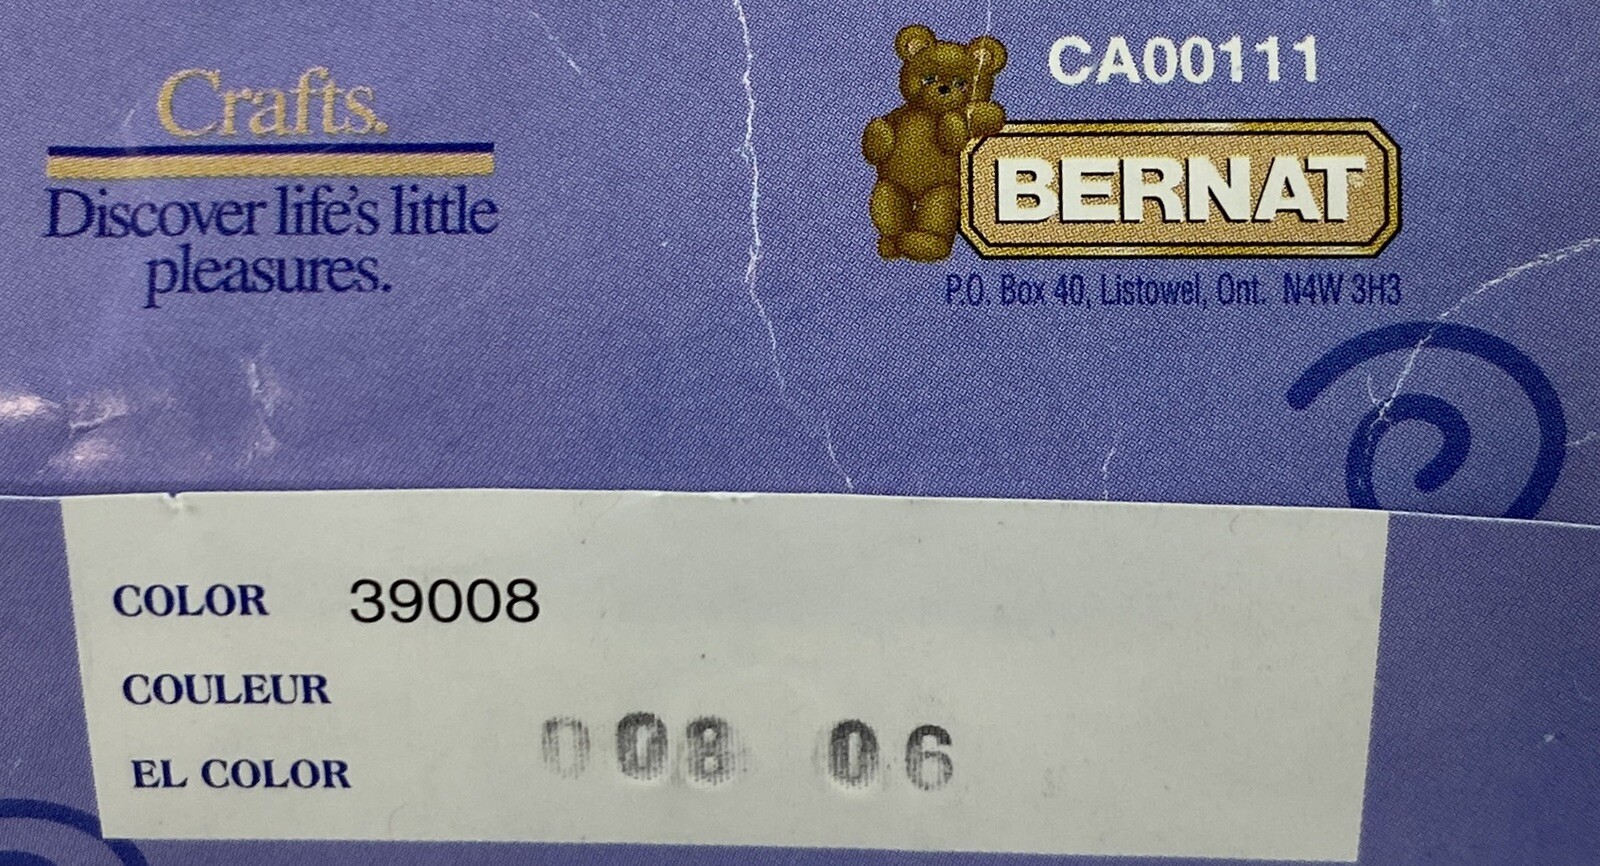 Crafts.
Discover life's little
pleasures.
CA00111
BERNAT®
P.O. Box 40, Listowel, Ont. N4W 3H3
COLOR 39008
COULEUR
EL COLOR
008 06